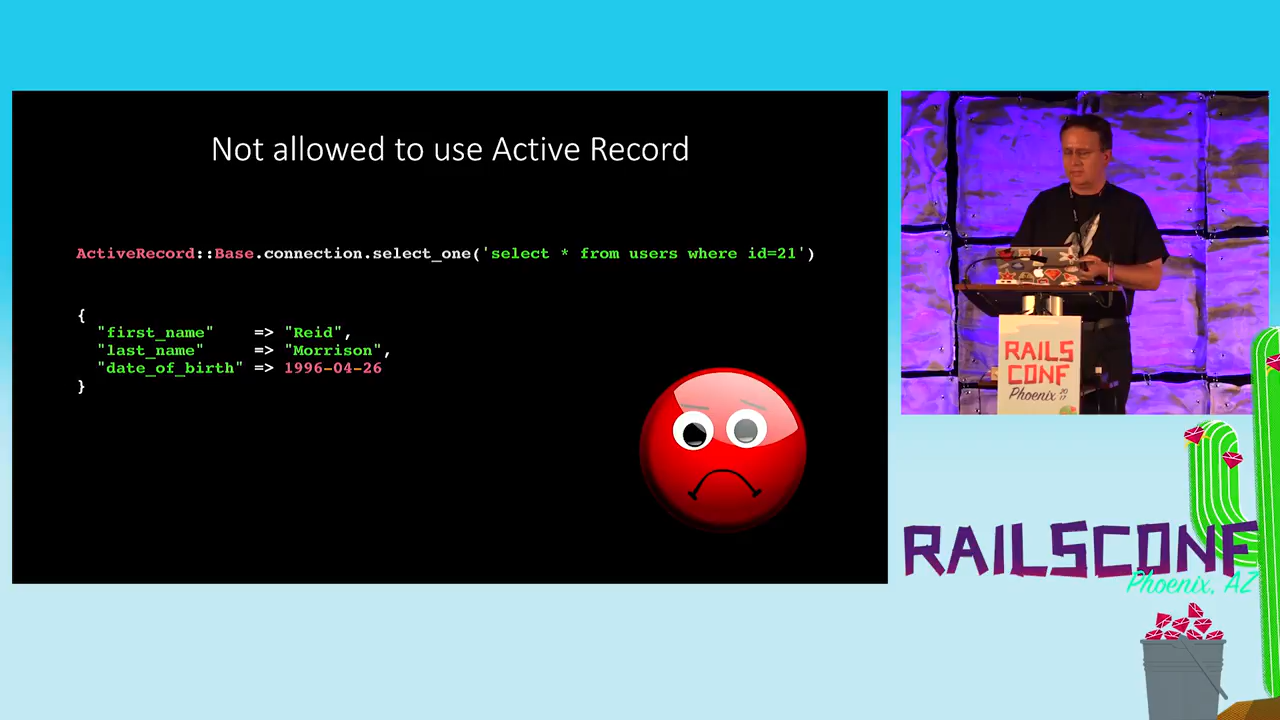 Not allowed to use Active Record
ActiveRecord::Base.connection.select_one('select * from users where id=21')
{
"first_name" => "Reid",
"last_name" => "Morrison",
"date_of_birth" => 1996-04-26
}
RAILS
CONF
Phoenix 2017
RAILSCONF
Phoenix, AZ